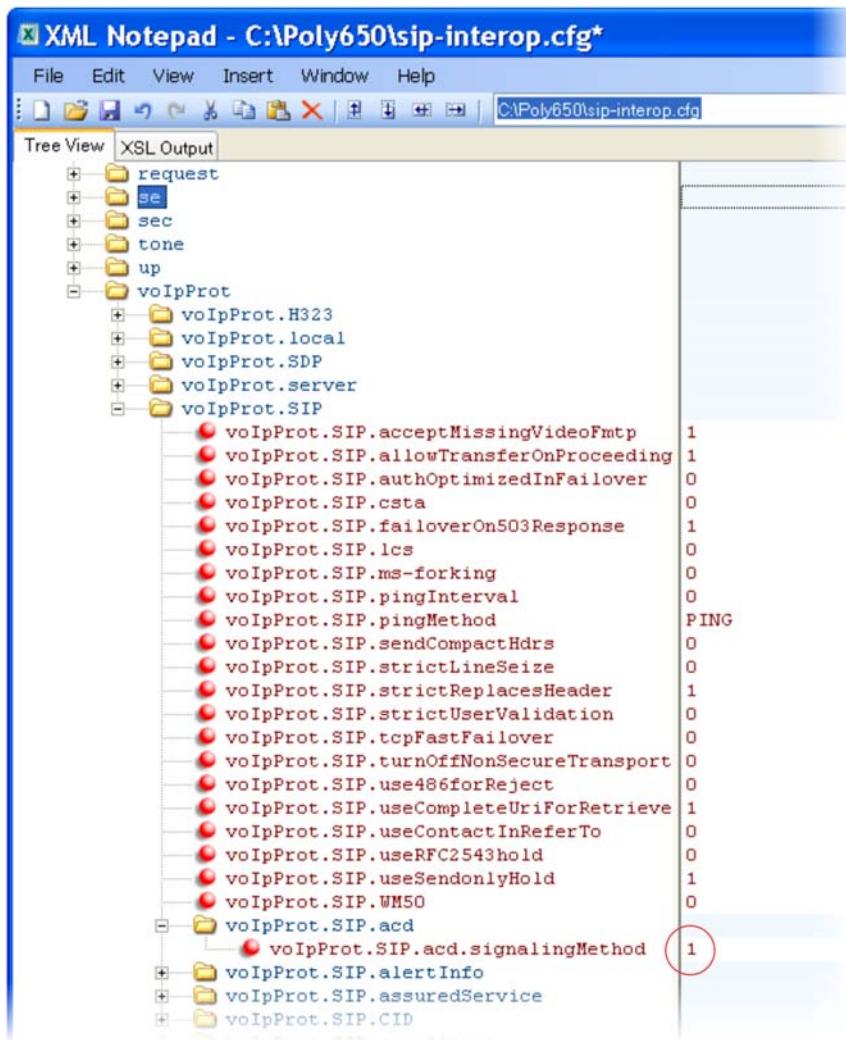 XML Notepad - C:\Poly650\sip-interop.cfg*
File Edit View Insert Window Help
C:\Poly650\sip-interop.cfg
Tree View XSL Output
request
se
sec
tone
up
voIpProt
voIpProt.H323
voIpProt.local
voIpProt.SDP
voIpProt.server
voIpProt.SIP
voIpProt.SIP.acceptMissingVideoFmtp 1
voIpProt.SIP.allowTransferOnProceeding 1
voIpProt.SIP.authOptimizedInFailover 0
voIpProt.SIP.csta 0
voIpProt.SIP.failoverOn503Response 1
voIpProt.SIP.lcs 0
voIpProt.SIP.ms-forking 0
voIpProt.SIP.pingInterval 0
voIpProt.SIP.pingMethod PING
voIpProt.SIP.sendCompactHdrs 0
voIpProt.SIP.strictLineSeize 0
voIpProt.SIP.strictReplacesHeader 1
voIpProt.SIP.strictUserValidation 0
voIpProt.SIP.tcpFastFailover 0
voIpProt.SIP.turnOffNonSecureTransport 0
voIpProt.SIP.use486forReject 0
voIpProt.SIP.useCompleteUriForRetrieve 1
voIpProt.SIP.useContactInReferTo 0
voIpProt.SIP.useRFC2543hold 0
voIpProt.SIP.useSendonlyHold 1
voIpProt.SIP.WM50 0
voIpProt.SIP.acd
voIpProt.SIP.acd.signalingMethod 1
voIpProt.SIP.alertInfo
voIpProt.SIP.assuredService
voIpProt.SIP.CID